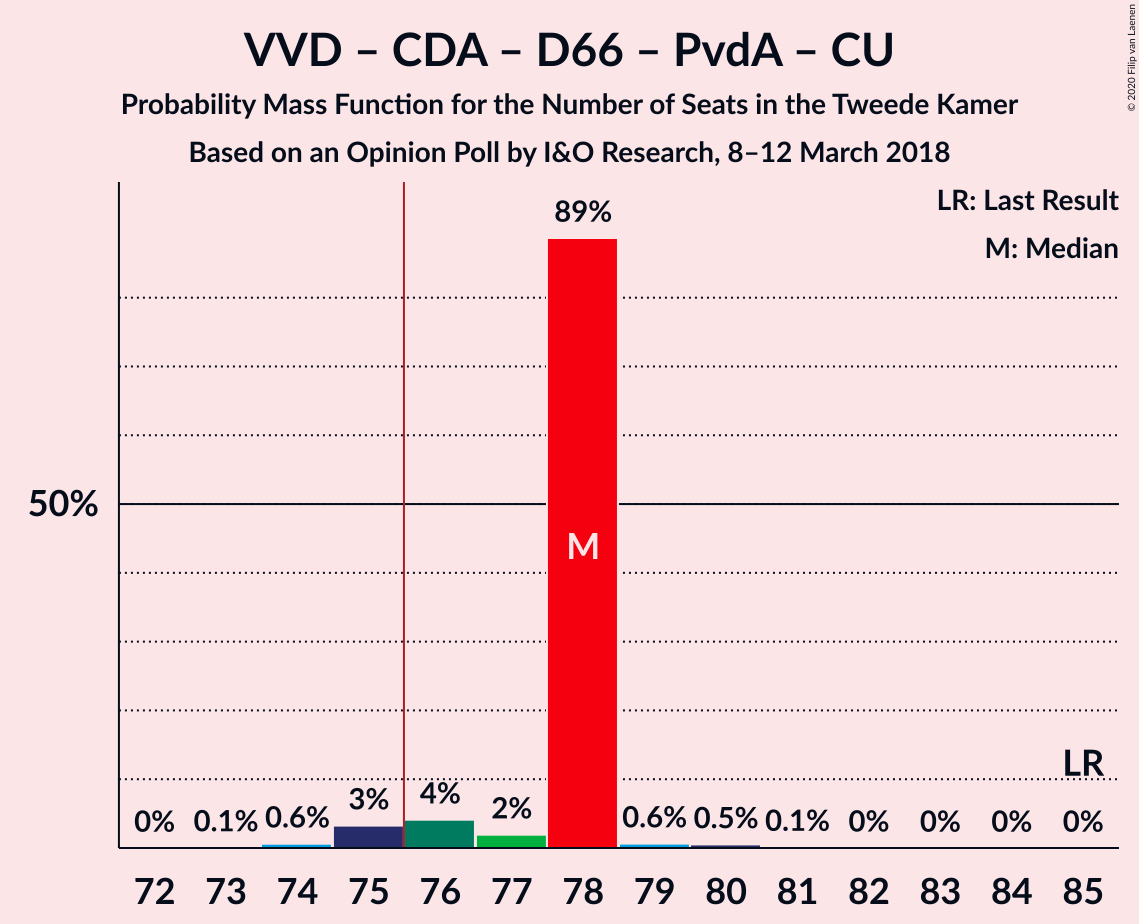 VVD – CDA – D66 – PvdA – CU
Probability Mass Function for the Number of Seats in the Tweede Kamer
Based on an Opinion Poll by I&O Research, 8–12 March 2018
© 2020 Filip van Laenen
LR: Last Result
M: Median
89%
50%
M
LR
0% 0.1% 0.6% 3% 4% 2% 0.6% 0.5% 0.1% 0% 0% 0% 0%
72 73 74 75 76 77 78 79 80 81 82 83 84 85